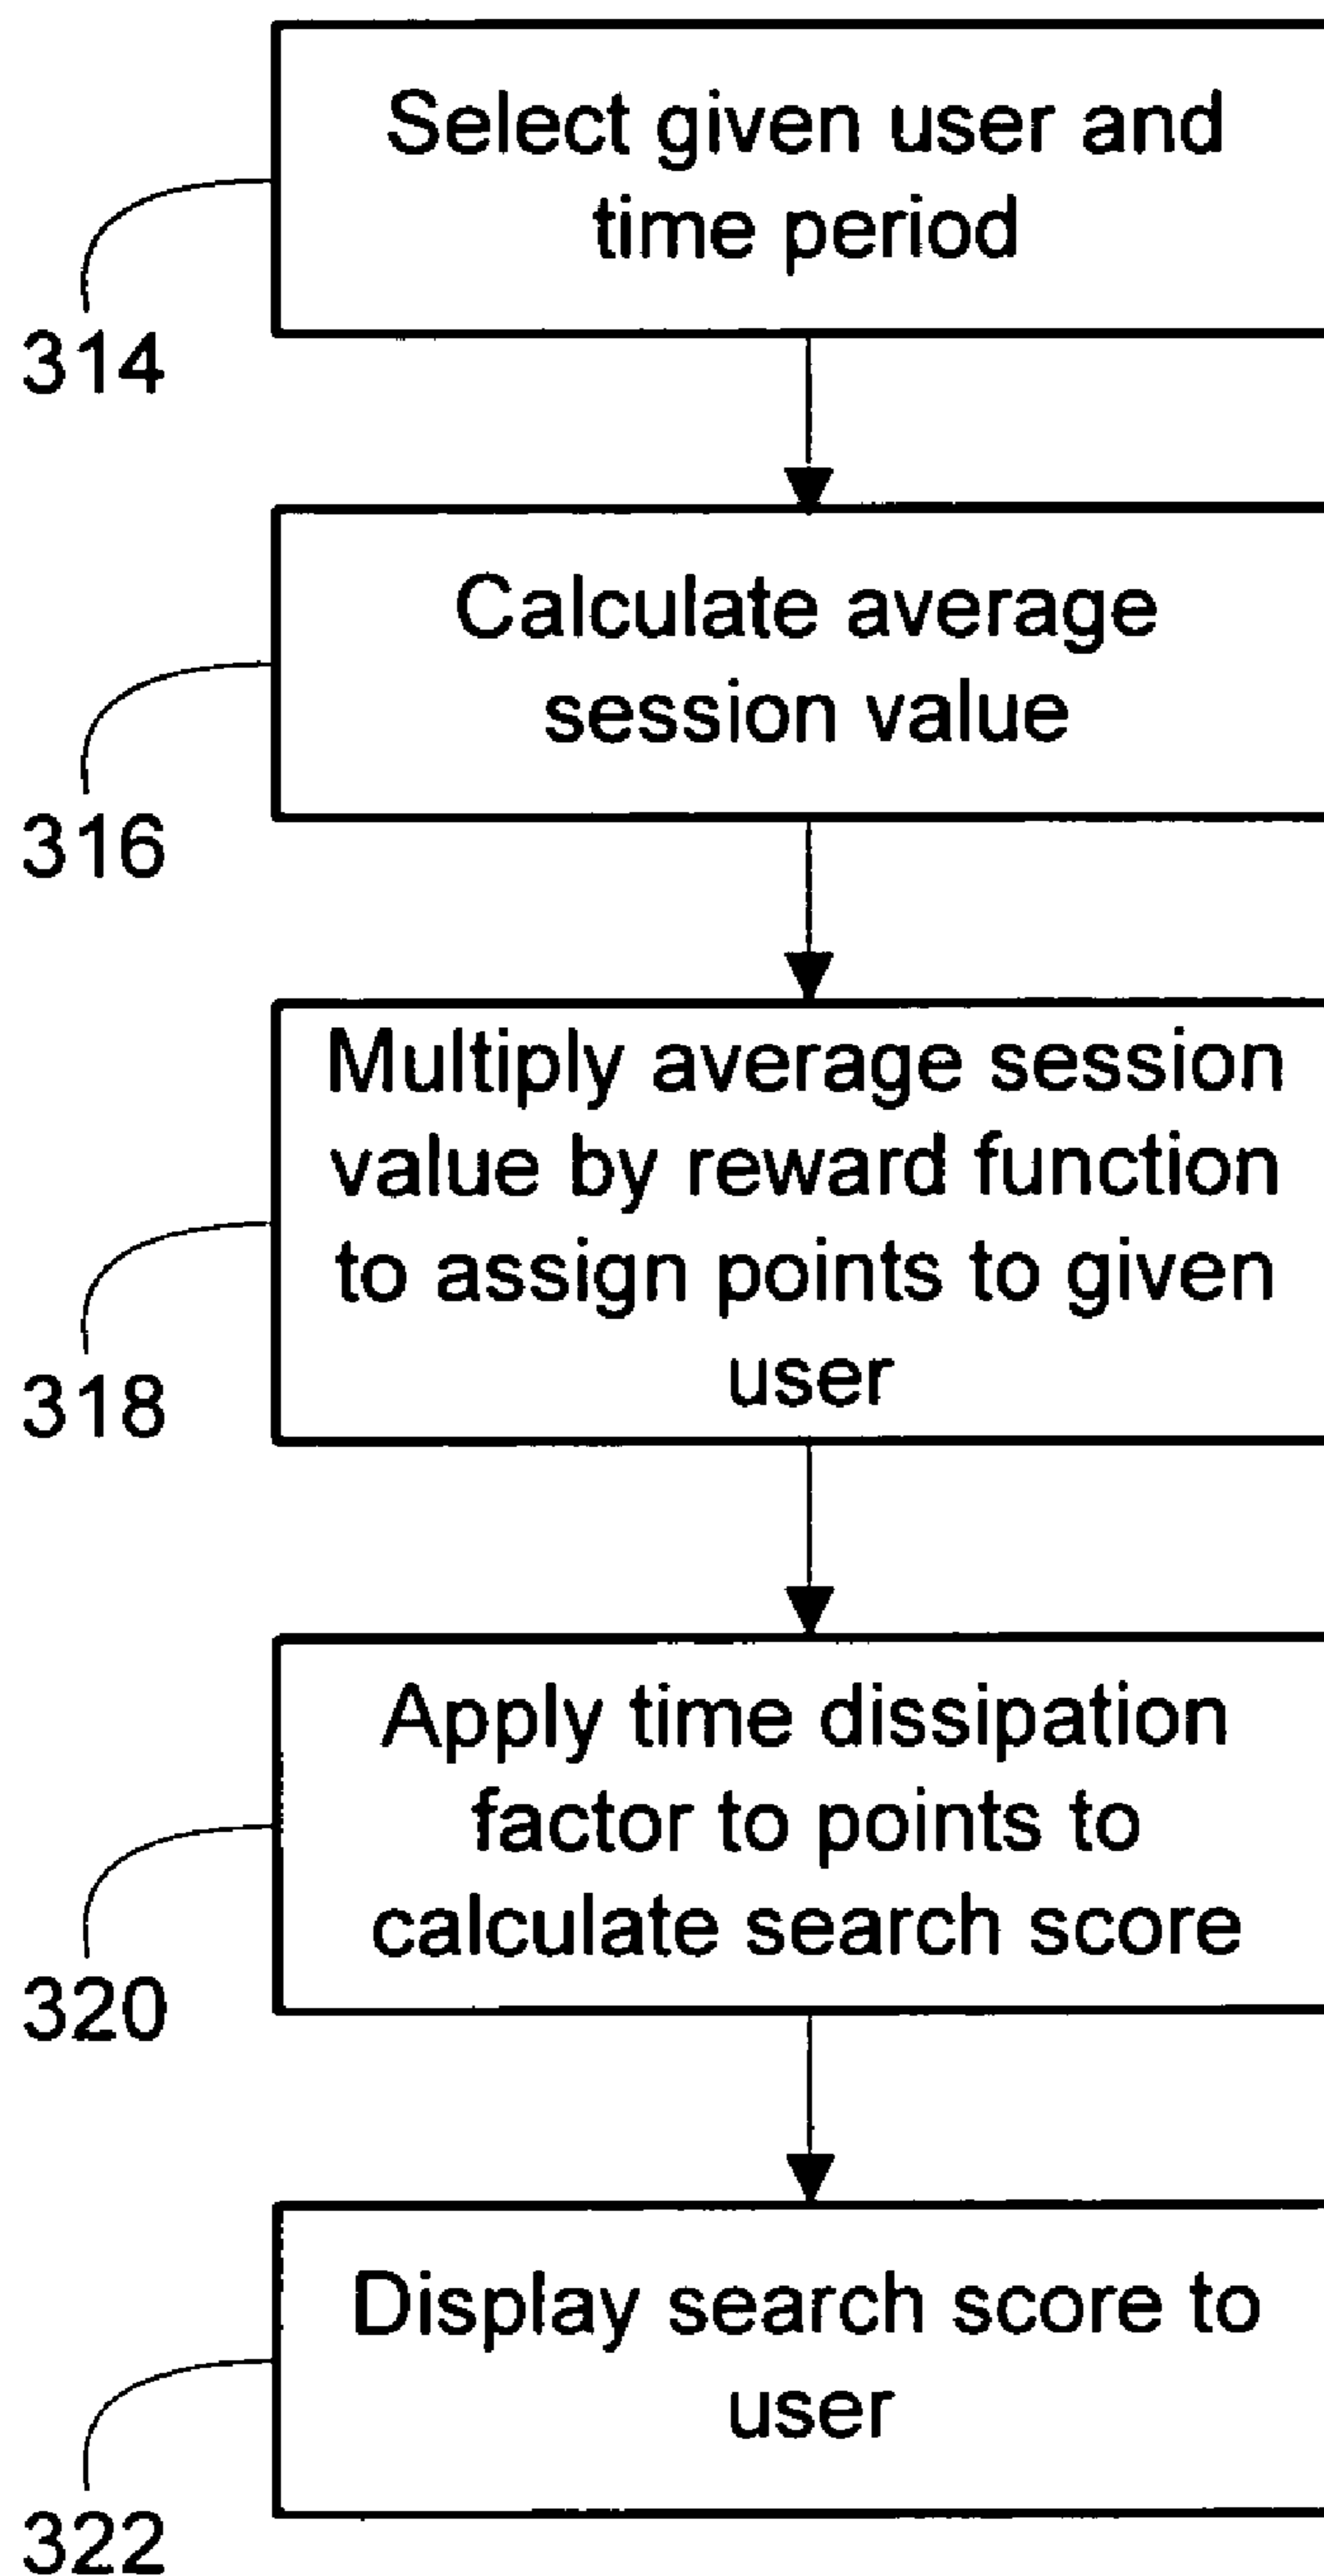 Select given user and
time period
314
Calculate average
session value
316
Multiply average session
value by reward function
to assign points to given
user
318
Apply time dissipation
factor to points to
calculate search score
320
Display search score to
user
322